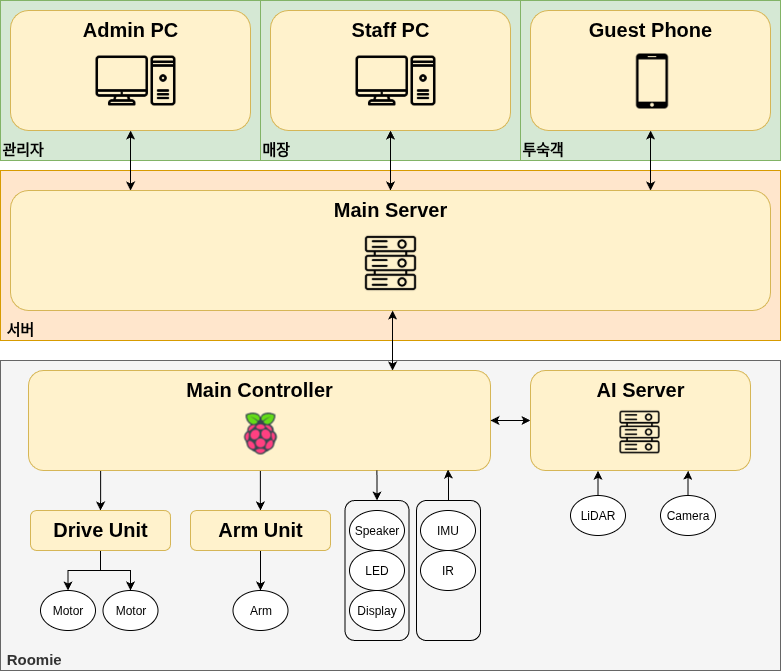 Admin PC
Staff PC
Guest Phone
관리자
매장
투숙객
Main Server
서버
Main Controller
AI Server
Drive Unit
Arm Unit
Speaker
LED
Display
IMU
IR
LiDAR
Camera
Motor
Motor
Arm
Roomie